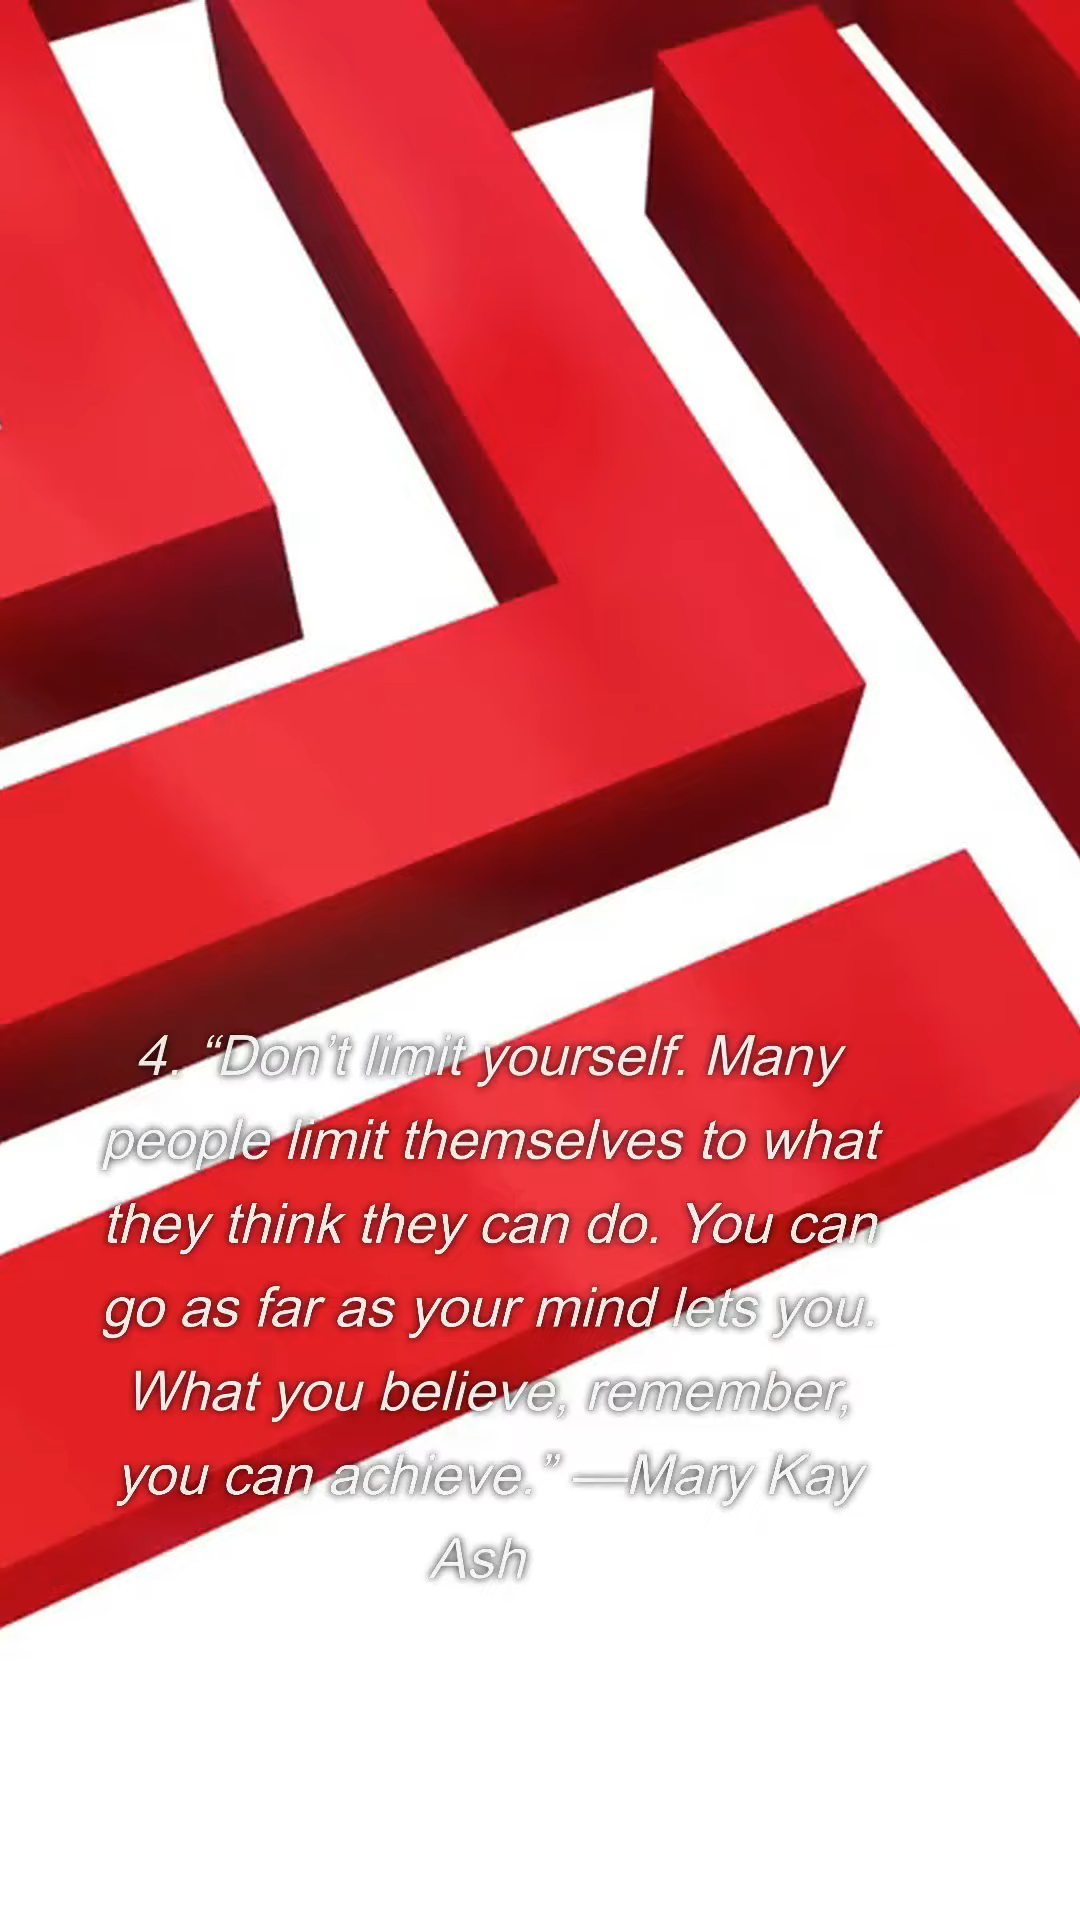 4. “Don’t limit yourself. Many
people limit themselves to what
they think they can do. You can
go as far as your mind lets you.
What you believe, remember,
you can achieve.” —Mary Kay
Ash